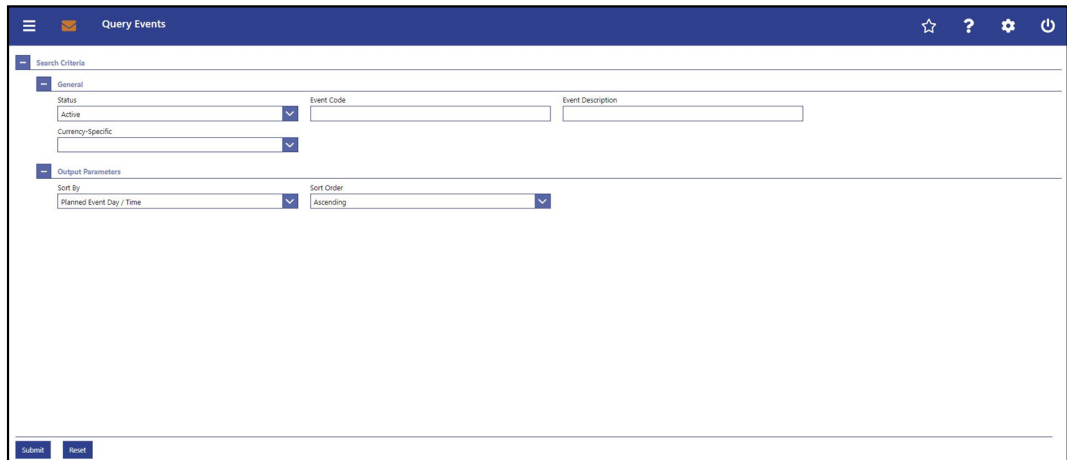 Query Events
?
Search Criteria
General
Status Event Code Event Description
Active
Currency-Specific
Output Parameters
Sort By Sort Order
Planned Event Day / Time Ascending
Submit Reset